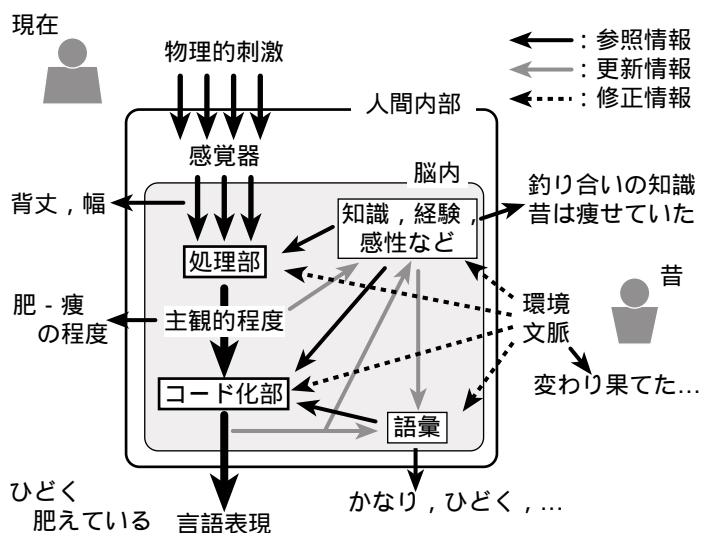 現在
物理的刺激
：参照情報
：更新情報
：修正情報
人間内部
感覚器
脳内
背丈，幅
知識，経験，
感性など
釣り合いの知識
昔は痩せていた
処理部
昔
肥‐痩
の程度
主観的程度
環境
文脈
コード化部
変わり果てた…
語彙
ひどく
肥えている
言語表現
かなり，ひどく，…